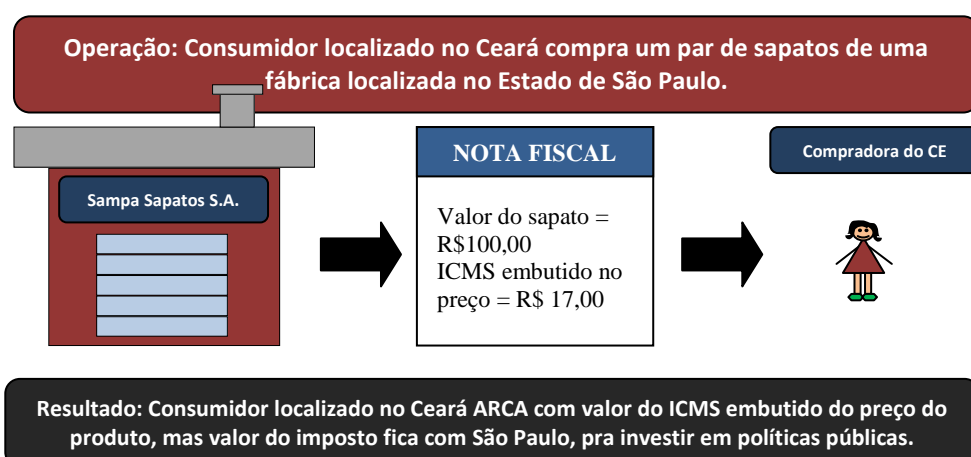 Operação: Consumidor localizado no Ceará compra um par de sapatos de uma
fábrica localizada no Estado de São Paulo.
Sampa Sapatos S.A.
NOTA FISCAL
Valor do sapato =
R$100,00
ICMS embutido no
preço = R$ 17,00
Compradora do CE
Resultado: Consumidor localizado no Ceará ARCA com valor do ICMS embutido do preço do
produto, mas valor do imposto fica com São Paulo, pra investir em políticas públicas.